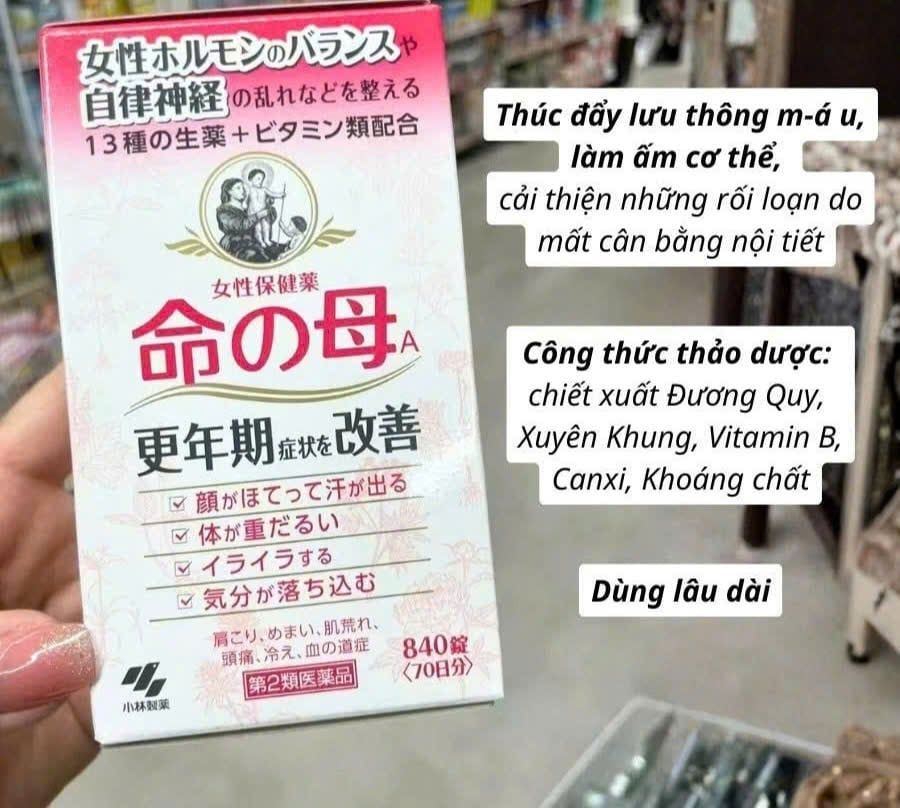 女性ホルモンのバランスや
自律神経の乱れなどを整える
13種の生薬+ビタミン類配合
女性保健薬
命の母A
更年期症状を改善
顔がほてって汗が出る
体が重だるい
イライラする
気分が落ち込む
肩こり、めまい、肌荒れ、
頭痛、冷え、血の道症
第2類医薬品
840錠
〈70日分〉
小林製薬
Thúc đẩy lưu thông m-á u,
làm ấm cơ thể,
cải thiện những rối loạn do
mất cân bằng nội tiết
Công thức thảo dược:
chiết xuất Đương Quy,
Xuyên Khung, Vitamin B,
Canxi, Khoáng chất
Dùng lâu dài